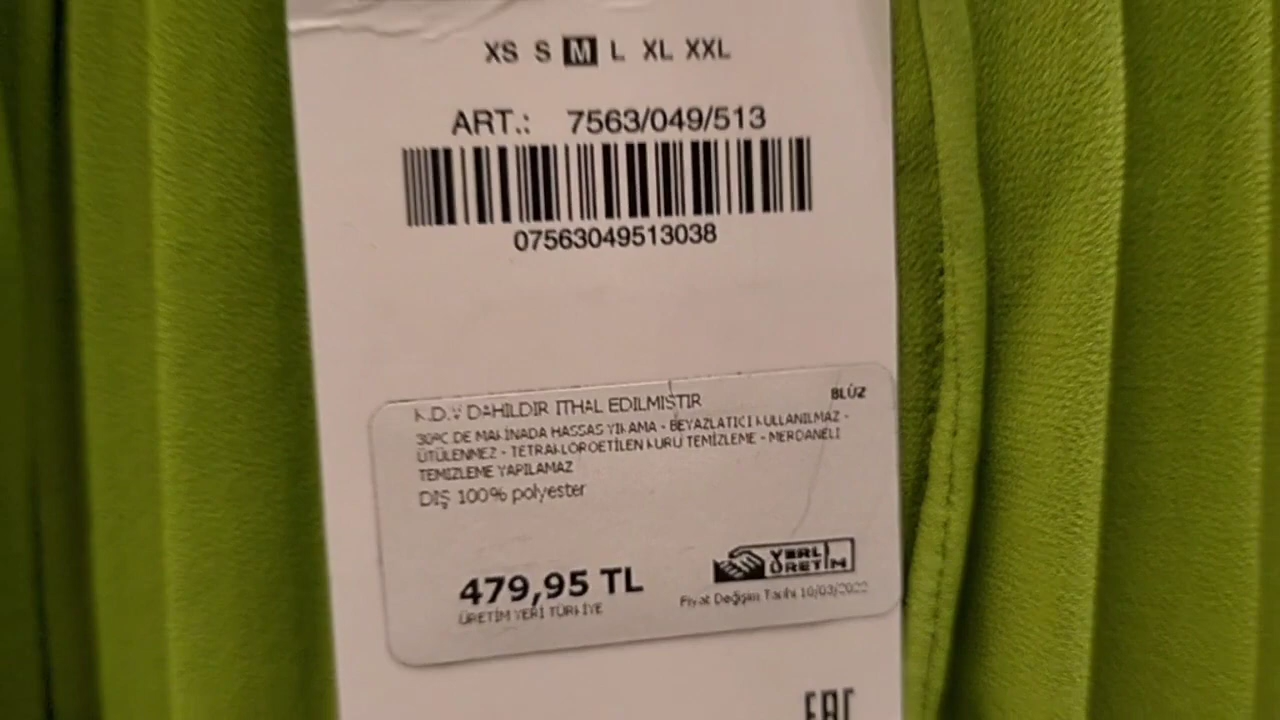 XS S M L XL XXL
ART.: 7563/049/513
07563049513038
K.D.V DAHİLDİR İTHAL EDİLMİŞTİR
BLUZ
30ºC DE MAKİNADA HASSAS YIKAMA - BEYAZLATICI KULLANILMAZ -
ÜTÜLENMEZ - TETRAKLOROETİLEN KURU TEMİZLEME - MERDANELİ
TEMİZLEME YAPILAMAZ
DIŞ 100% polyester
479,95 TL
YERLİ
ÜRETİM
ÜRETİM YERİ TÜRKİYE
Fiyat Değişim Tarihi 10/03/2022
EAC